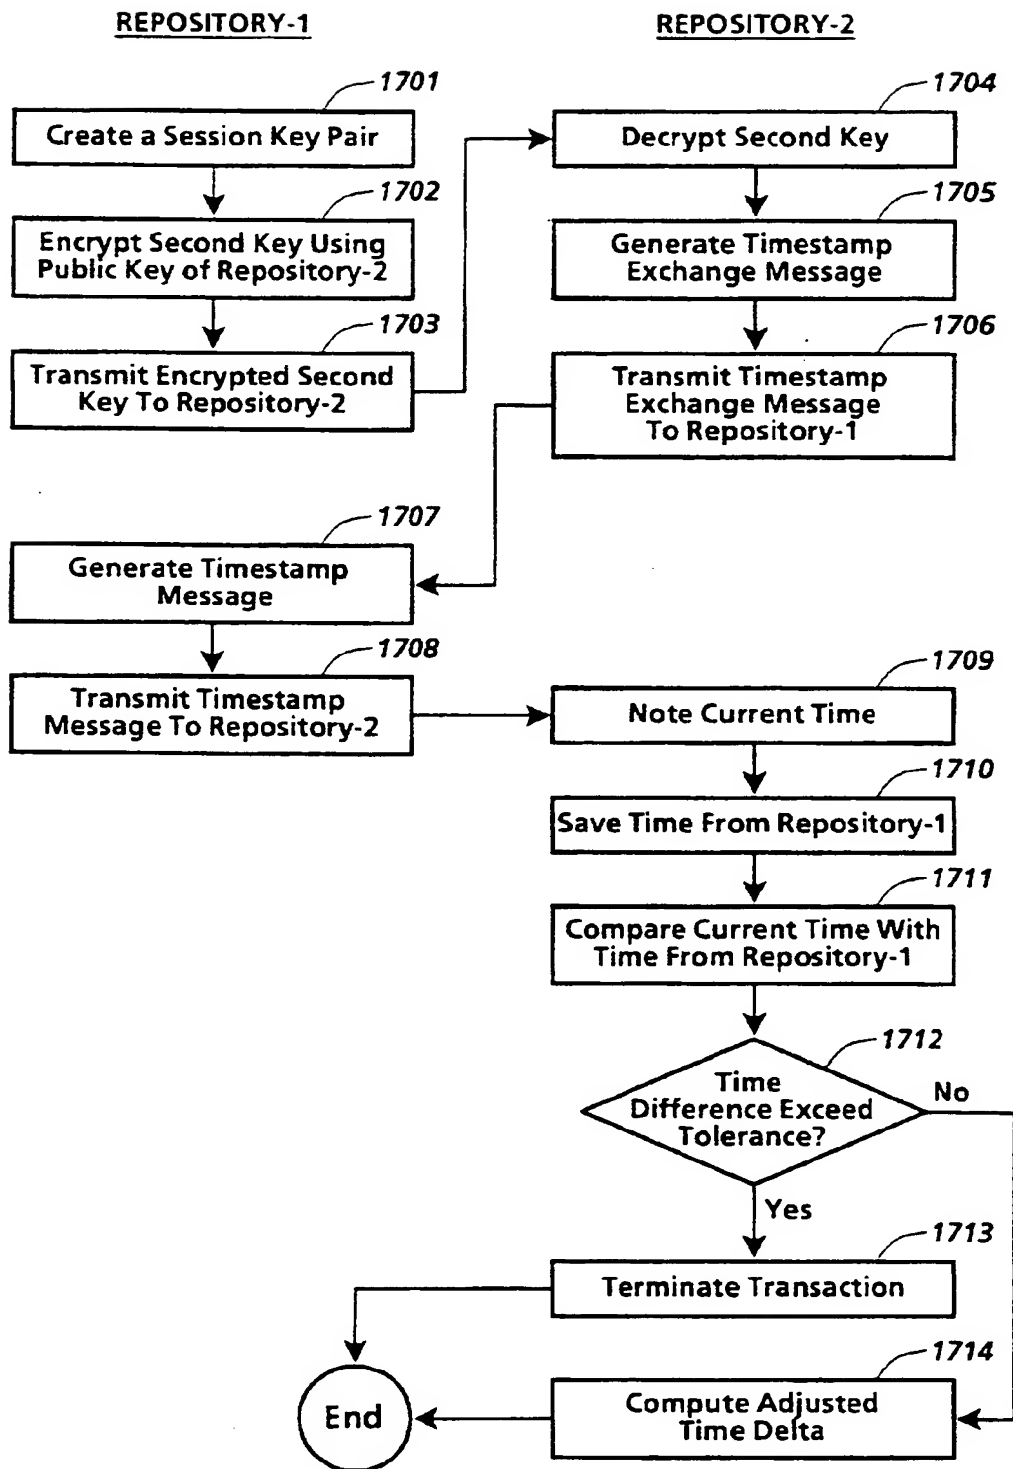 REPOSITORY-1
REPOSITORY-2
1701
Create a Session Key Pair
1702
Encrypt Second Key Using
Public Key of Repository-2
1703
Transmit Encrypted Second
Key To Repository-2
1704
Decrypt Second Key
1705
Generate Timestamp
Exchange Message
1706
Transmit Timestamp
Exchange Message
To Repository-1
1707
Generate Timestamp
Message
1708
Transmit Timestamp
Message To Repository-2
1709
Note Current Time
1710
Save Time From Repository-1
1711
Compare Current Time With
Time From Repository-1
1712
Time
Difference Exceed
Tolerance?
No
Yes
1713
Terminate Transaction
1714
Compute Adjusted
Time Delta
End